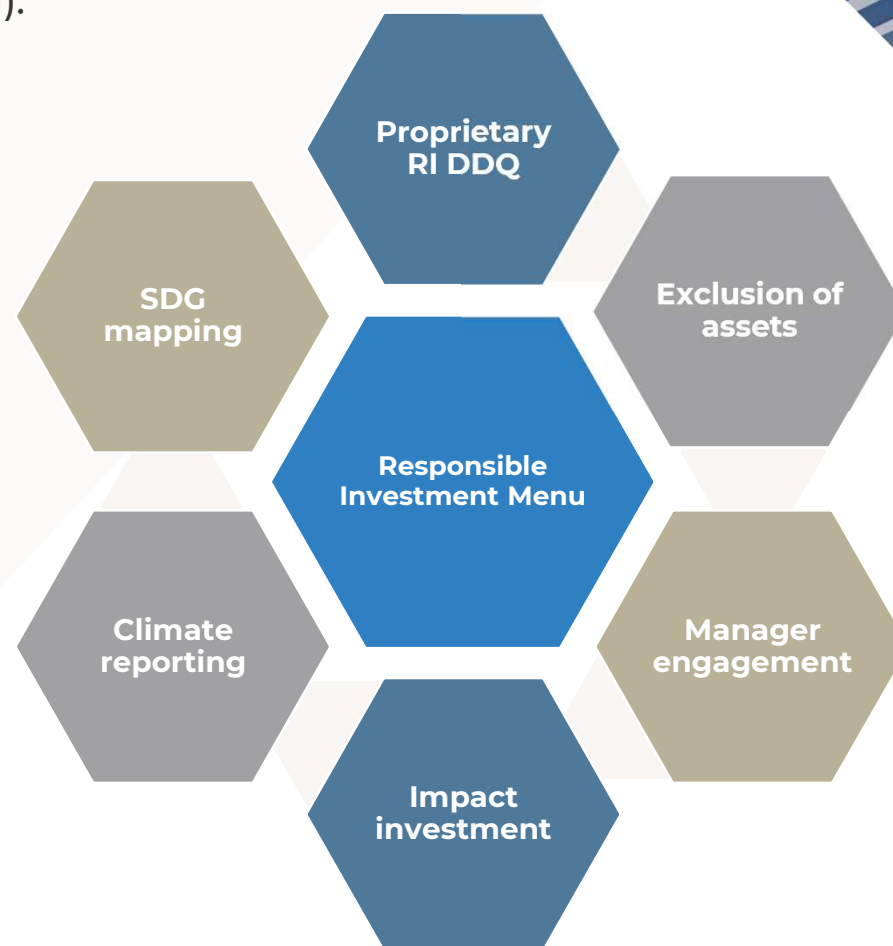 ).
Proprietary
RI DDQ
SDG
mapping
Exclusion of
assets
Responsible
Investment Menu
Climate
reporting
Manager
engagement
Impact
investment